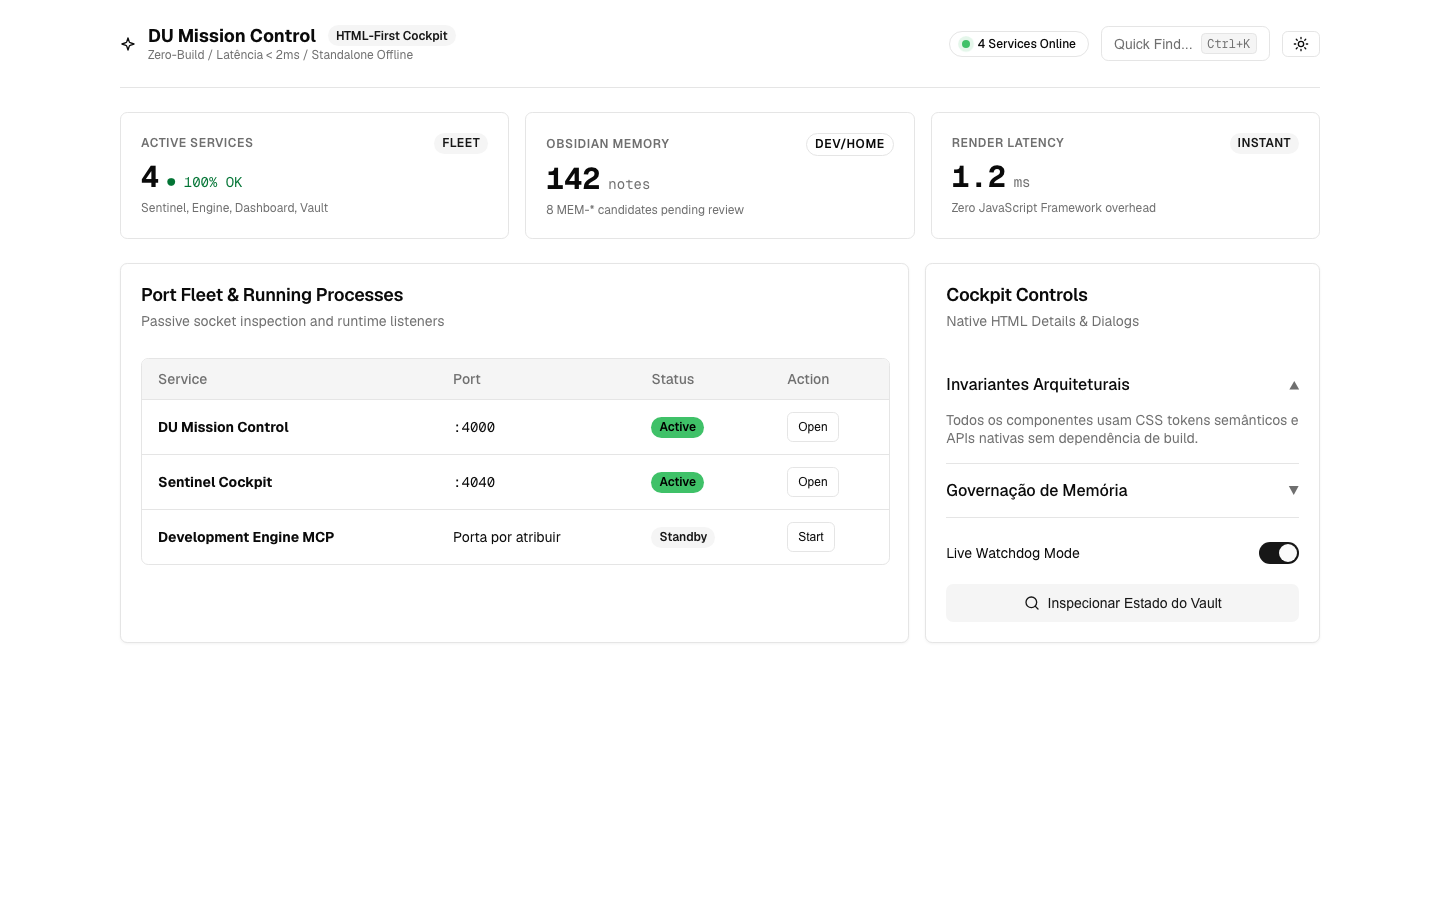 DU Mission Control HTML-First Cockpit
Zero-Build / Latência < 2ms / Standalone Offline
4 Services Online
Quick Find... Ctrl+K
ACTIVE SERVICES FLEET
4 100% OK
Sentinel, Engine, Dashboard, Vault
OBSIDIAN MEMORY DEV/HOME
142 notes
8 MEM-* candidates pending review
RENDER LATENCY INSTANT
1.2 ms
Zero JavaScript Framework overhead
Port Fleet & Running Processes
Passive socket inspection and runtime listeners
Service Port Status Action
DU Mission Control :4000 Active Open
Sentinel Cockpit :4040 Active Open
Development Engine MCP Porta por atribuir Standby Start
Cockpit Controls
Native HTML Details & Dialogs
Invariantes Arquiteturais
Todos os componentes usam CSS tokens semânticos e
APIs nativas sem dependência de build.
Governação de Memória
Live Watchdog Mode
Inspecionar Estado do Vault